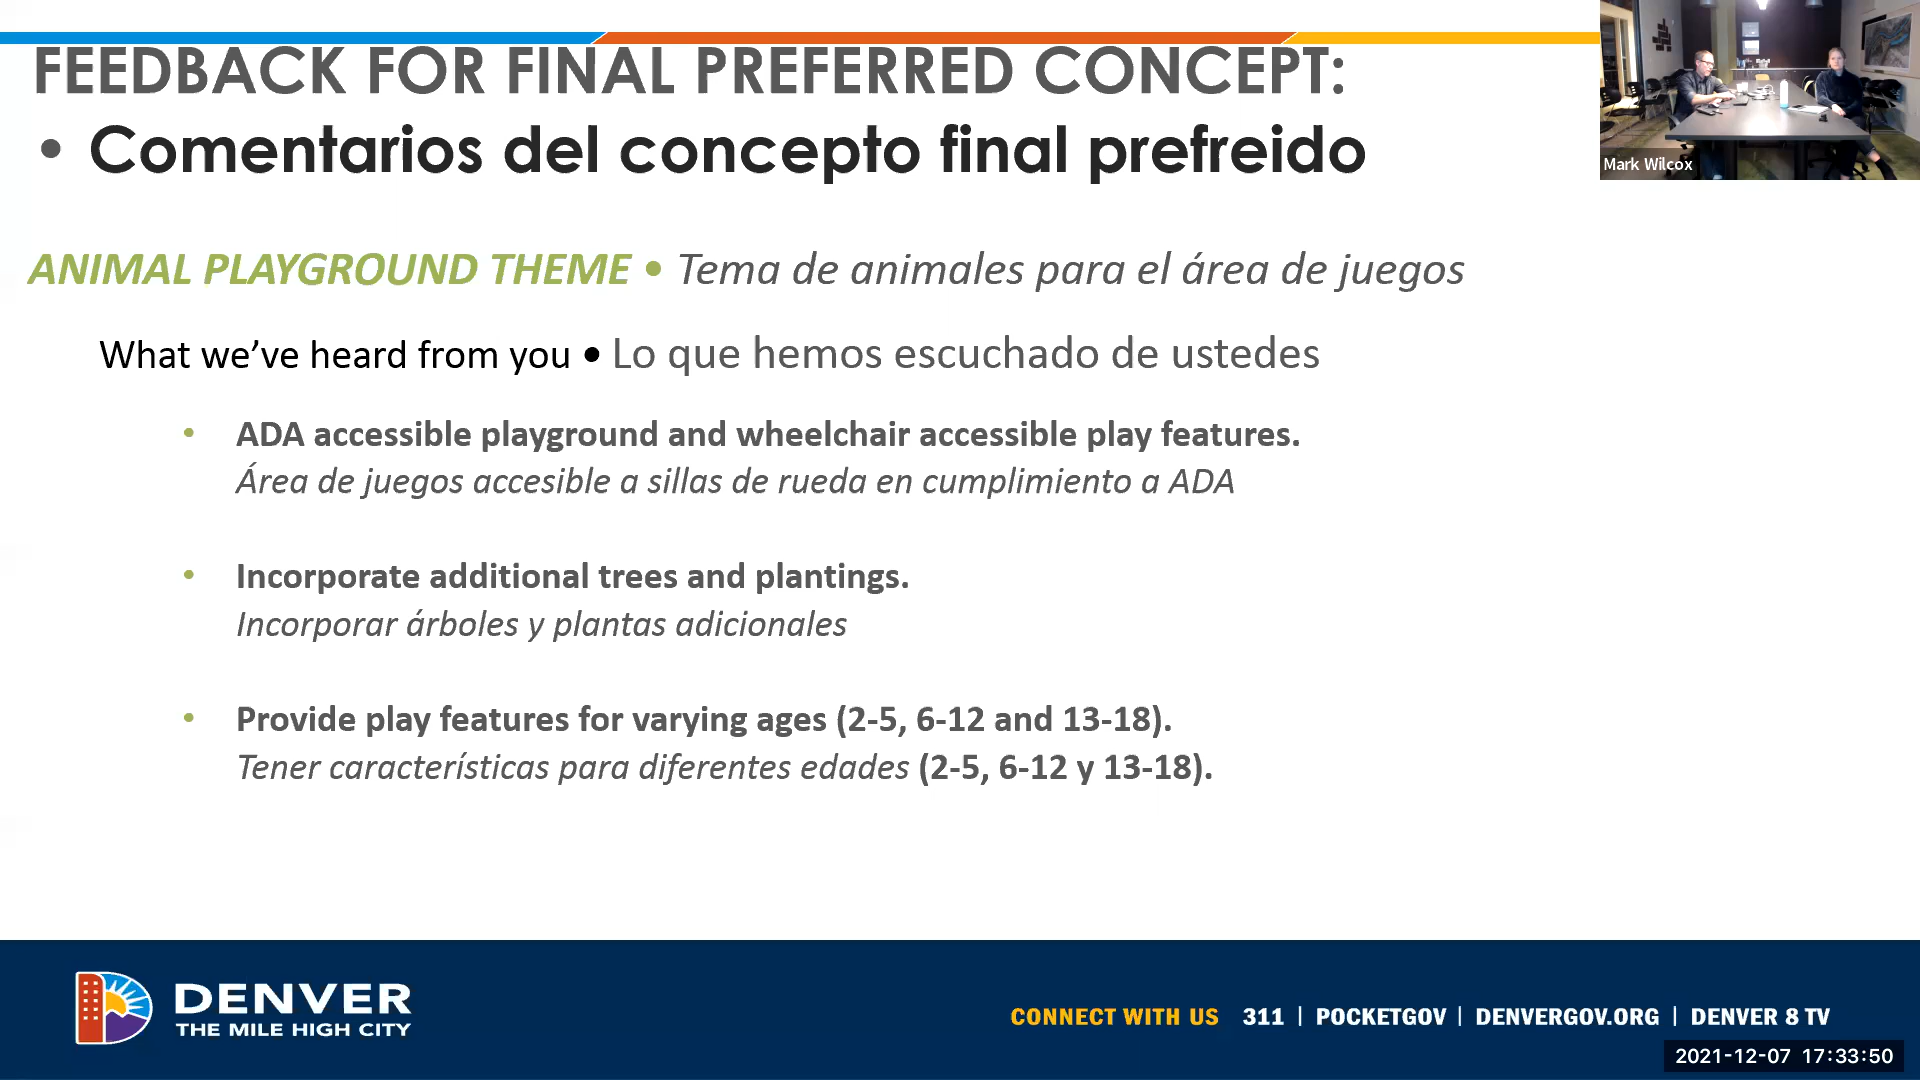 FEEDBACK FOR FINAL PREFERRED CONCEPT:
• Comentarios del concepto final prefreido
Mark Wilcox
ANIMAL PLAYGROUND THEME • Tema de animales para el área de juegos
What we’ve heard from you • Lo que hemos escuchado de ustedes
• ADA accessible playground and wheelchair accessible play features.
Área de juegos accesible a sillas de rueda en cumplimiento a ADA
• Incorporate additional trees and plantings.
Incorporar árboles y plantas adicionales
• Provide play features for varying ages (2-5, 6-12 and 13-18).
Tener características para diferentes edades (2-5, 6-12 y 13-18).
DENVER
THE MILE HIGH CITY
CONNECT WITH US 311 | POCKETGOV | DENVERGOV.ORG | DENVER 8 TV
2021-12-07 17:33:50